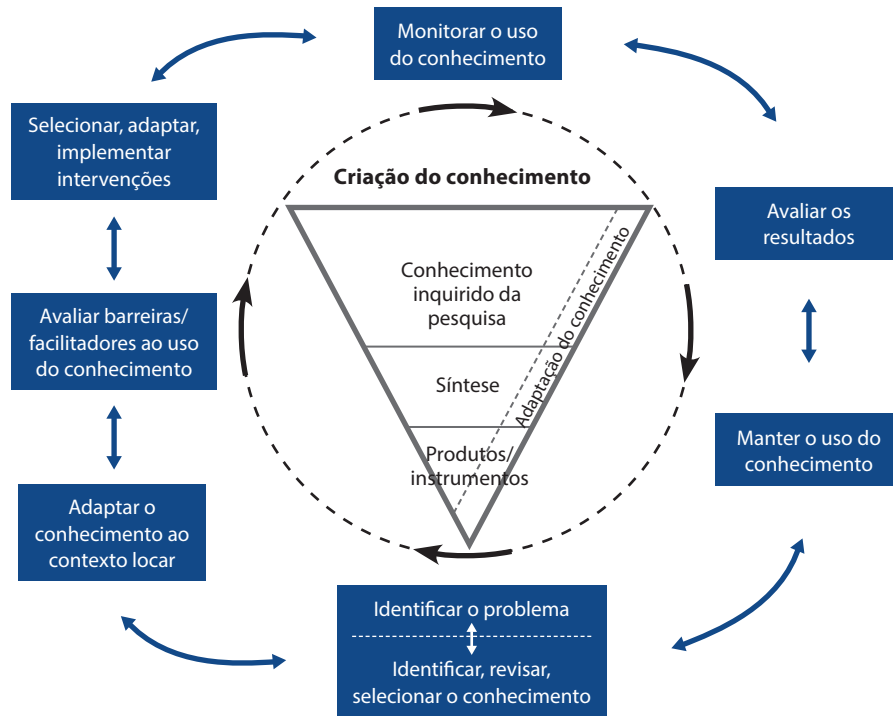 Monitorar o uso
do conhecimento
Selecionar, adaptar,
implementar
intervenções
Criação do conhecimento
Avaliar os
resultados
Conhecimento
inquirido da
pesquisa
Adaptação do conhecimento
Avaliar barreiras/
facilitadores ao uso
do conhecimento
Síntese
Manter o uso do
conhecimento
Produtos/
instrumentos
Adaptar o
conhecimento ao
contexto locar
Identificar o problema
Identificar, revisar,
selecionar o conhecimento